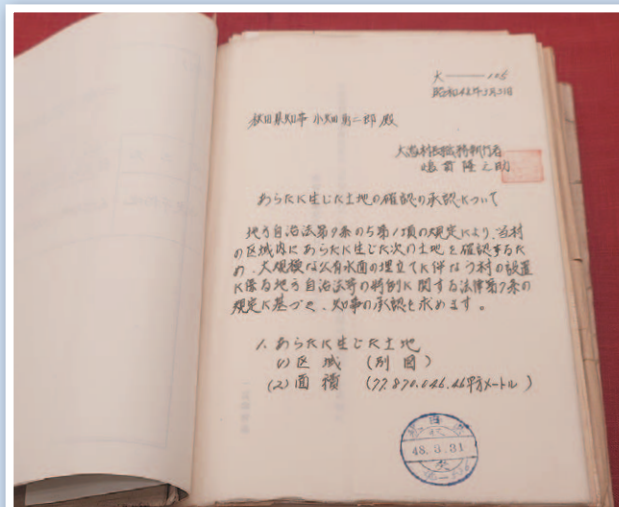 大———105
昭和48年3月31日
秋田県知事 小畑勇二郎 殿
大潟村長職務執行者
嶋貫隆之助
あらたに生じた土地の確認の承認について
地方自治法第9条の5第1項の規定により、当村
の区域内にあらたに生じた次の土地を確認するた
め、大規模な公有水面の埋立てに伴なう村の設置
に係る地方自治法等の特例に関する法律第7条の
規定に基づき、知事の承認を求めます。
1. あらたに生じた土地
(1) 区域 (別図)
(2) 面積 (77,870,046.46平方メートル)
48.3.31